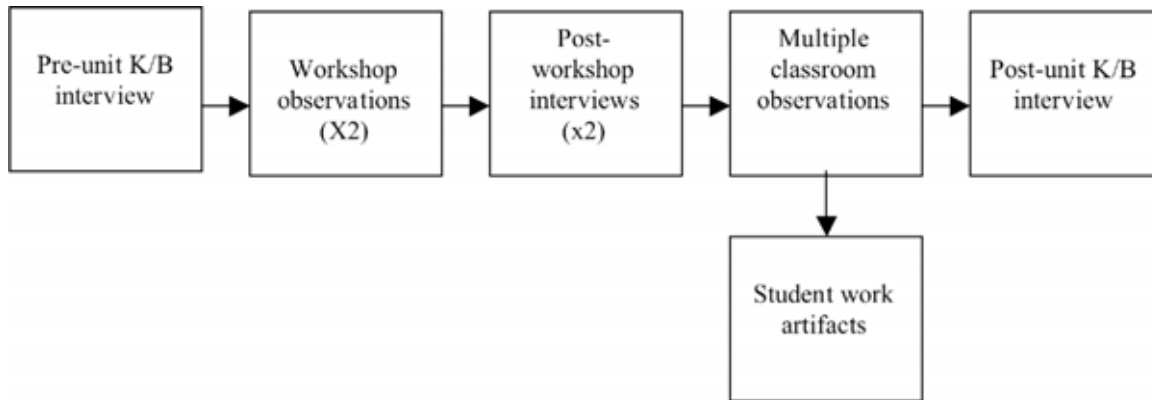 Pre-unit K/B
interview
Workshop
observations
(X2)
Post-
workshop
interviews
(x2)
Multiple
classroom
observations
Post-unit K/B
interview
Student work
artifacts